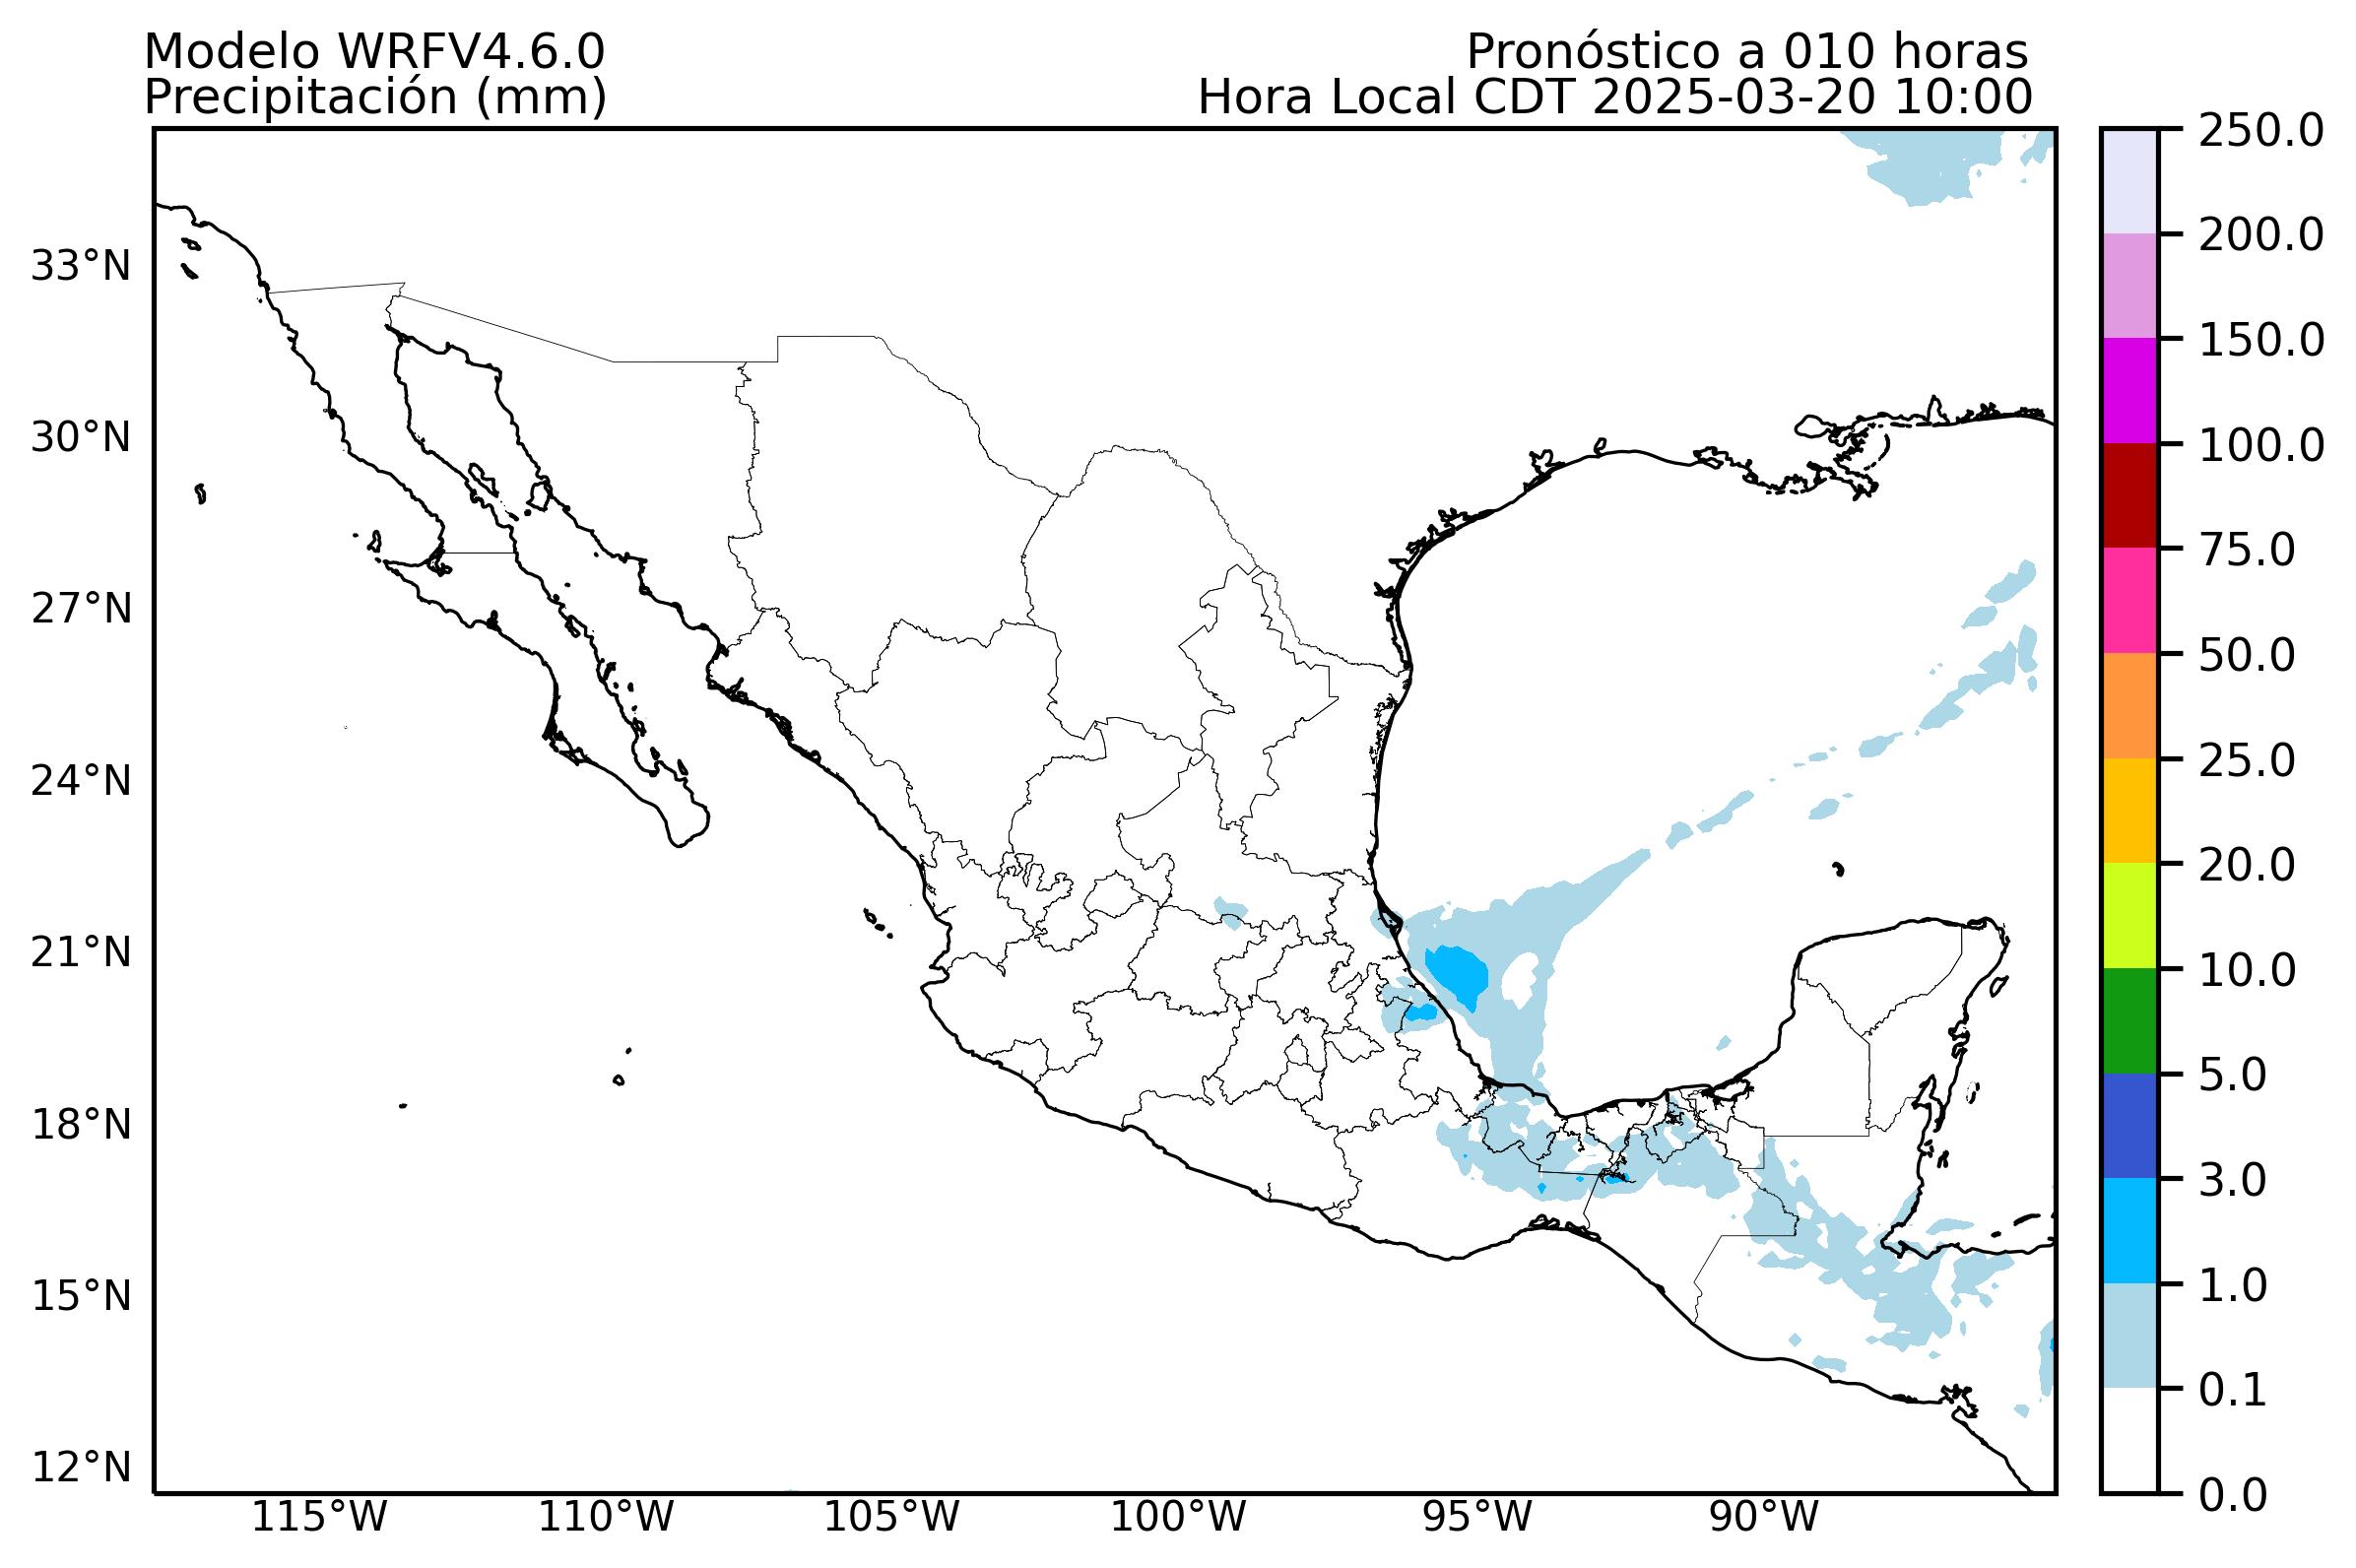 Modelo WRFV4.6.0
Pronóstico a 010 horas
Precipitación (mm)
Hora Local CDT 2025-03-20 10:00
33°N
30°N
27°N
24°N
21°N
18°N
15°N
12°N
115°W
110°W
105°W
100°W
95°W
90°W
250.0
200.0
150.0
100.0
75.0
50.0
25.0
20.0
10.0
5.0
3.0
1.0
0.1
0.0